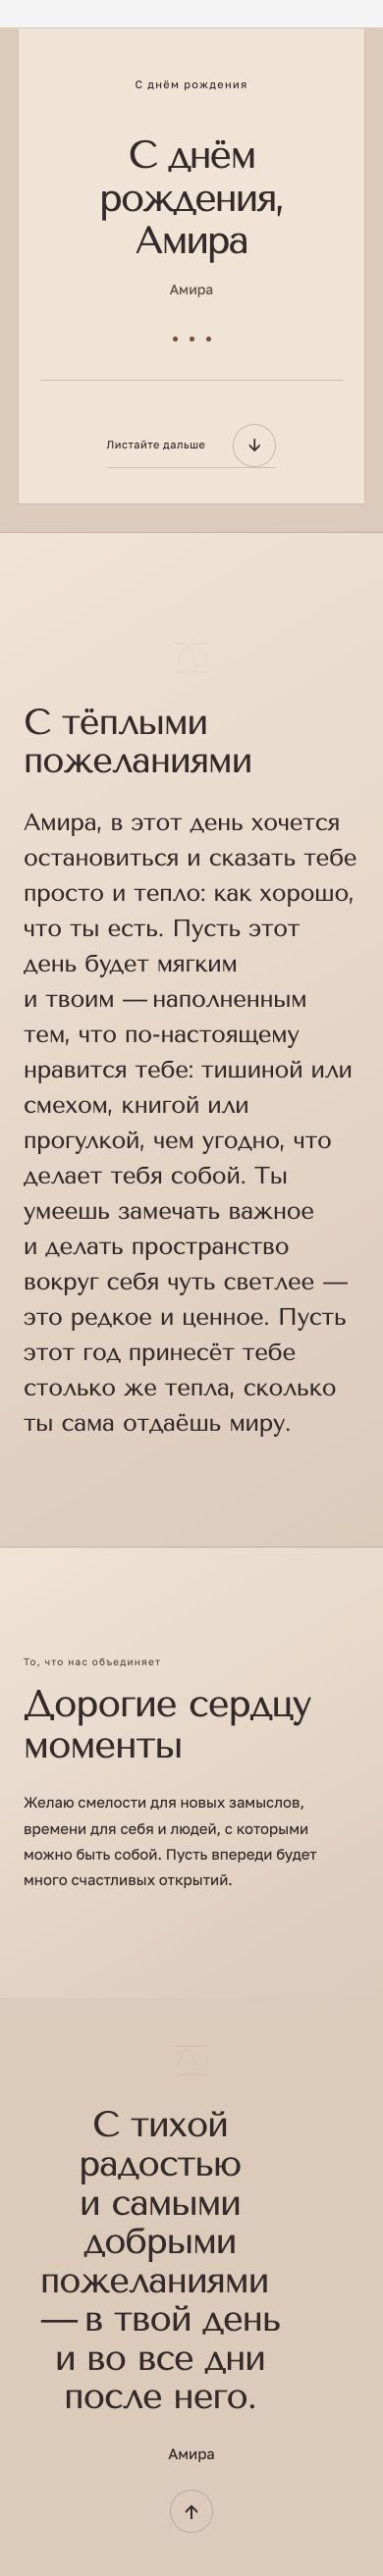 С днём рождения
С днём
рождения,
Амира
Амира
Листайте дальше
С тёплыми
пожеланиями
Амира, в этот день хочется
остановиться и сказать тебе
просто и тепло: как хорошо,
что ты есть. Пусть этот
день будет мягким
и твоим — наполненным
тем, что по-настоящему
нравится тебе: тишиной или
смехом, книгой или
прогулкой, чем угодно, что
делает тебя собой. Ты
умеешь замечать важное
и делать пространство
вокруг себя чуть светлее —
это редкое и ценное. Пусть
этот год принесёт тебе
столько же тепла, сколько
ты сама отдаёшь миру.
То, что нас объединяет
Дорогие сердцу
моменты
Желаю смелости для новых замыслов,
времени для себя и людей, с которыми
можно быть собой. Пусть впереди будет
много счастливых открытий.
С тихой
радостью
и самыми
добрыми
пожеланиями
— в твой день
и во все дни
после него.
Амира